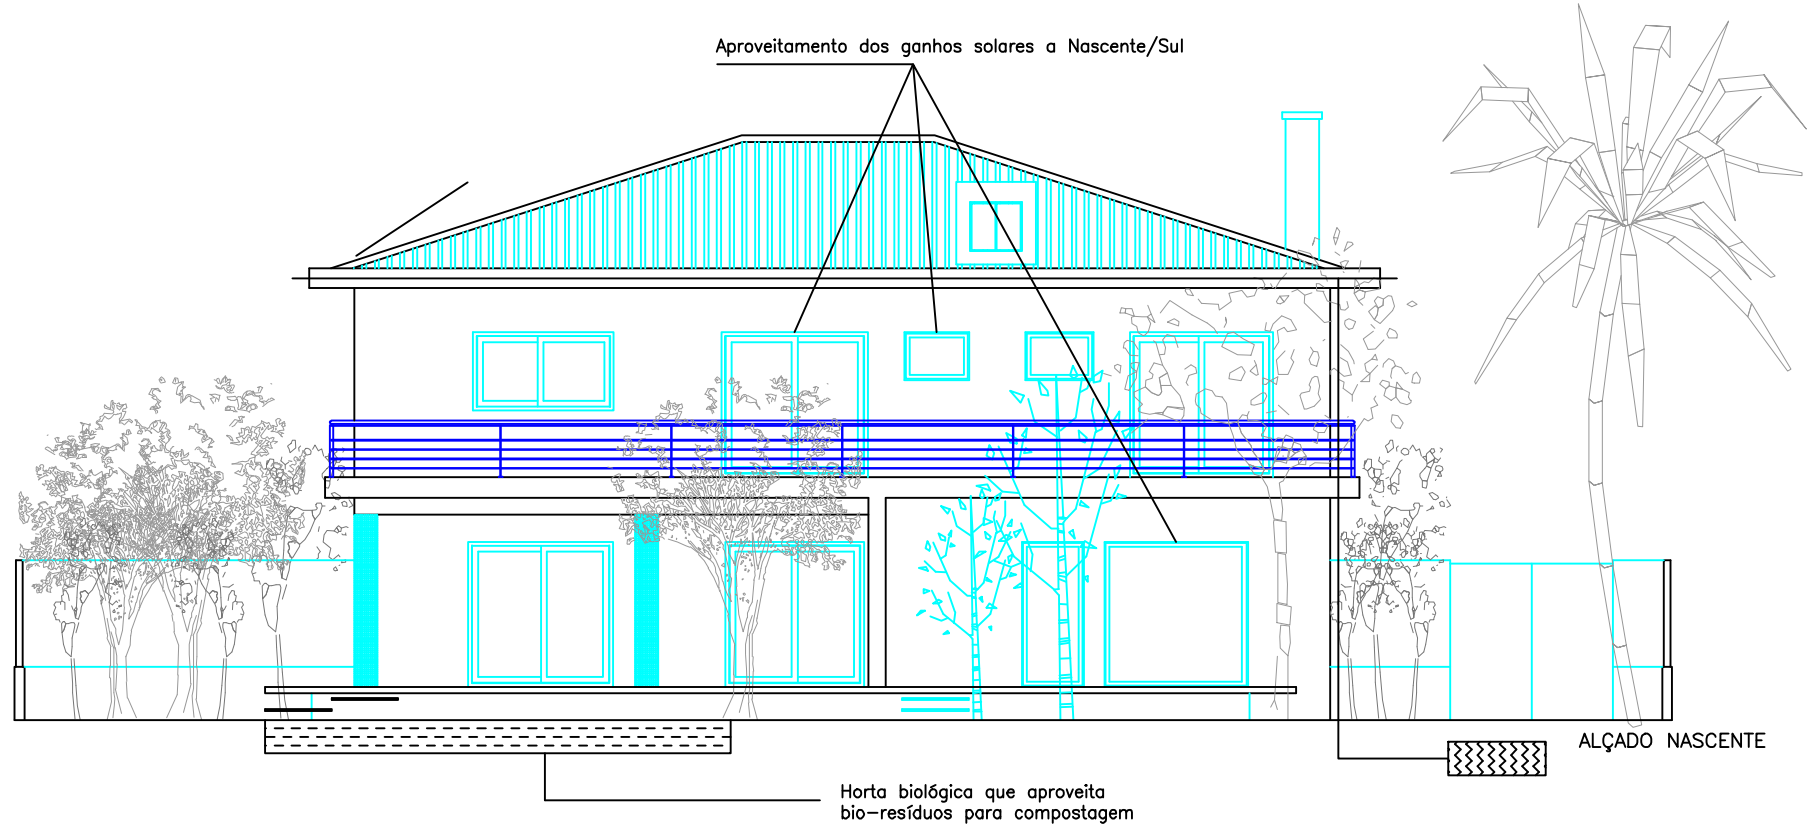 Aproveitamento dos ganhos solares a Nascente/Sul
ALÇADO NASCENTE
Horta biológica que aproveita
bio-resíduos para compostagem